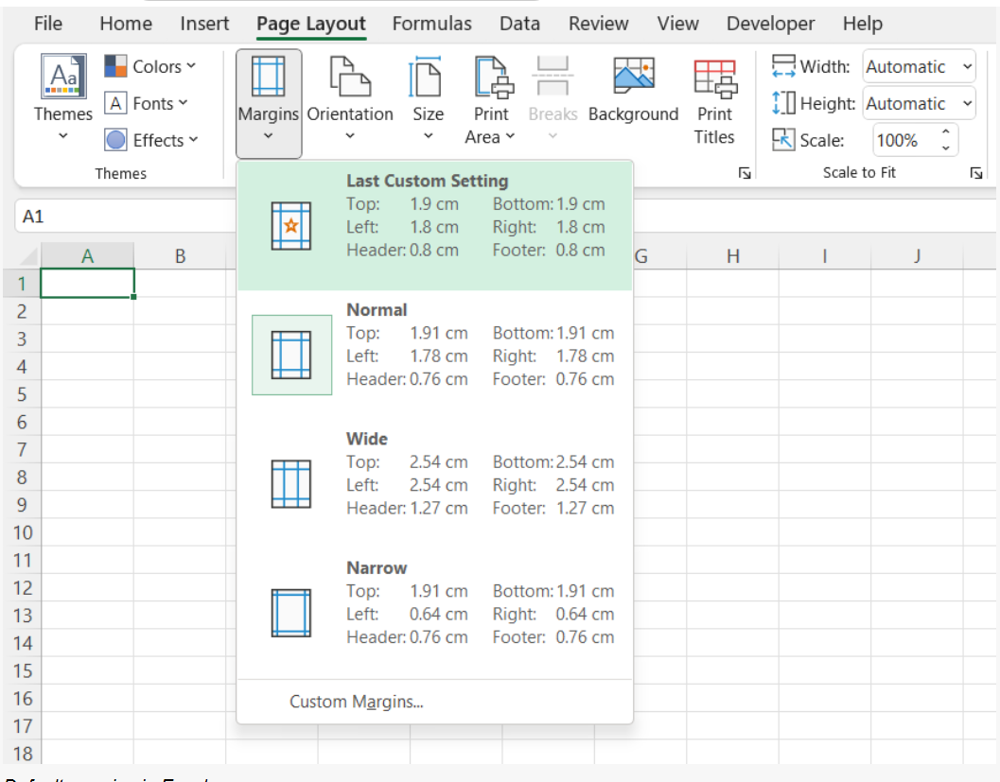 File Home Insert Page Layout Formulas Data Review View Developer Help
Aa Colors Width: Automatic
A Fonts Height: Automatic
Themes Margins Orientation Size Print Area Breaks Background Print Titles
Effects Scale: 100%
Themes Scale to Fit
A1
Last Custom Setting
Top: 1.9 cm Bottom: 1.9 cm
Left: 1.8 cm Right: 1.8 cm
Header: 0.8 cm Footer: 0.8 cm
A B G H I J
Normal
Top: 1.91 cm Bottom: 1.91 cm
Left: 1.78 cm Right: 1.78 cm
Header: 0.76 cm Footer: 0.76 cm
Wide
Top: 2.54 cm Bottom: 2.54 cm
Left: 2.54 cm Right: 2.54 cm
Header: 1.27 cm Footer: 1.27 cm
Narrow
Top: 1.91 cm Bottom: 1.91 cm
Left: 0.64 cm Right: 0.64 cm
Header: 0.76 cm Footer: 0.76 cm
Custom Margins...
1
2
3
4
5
6
7
8
9
10
11
12
13
14
15
16
17
18